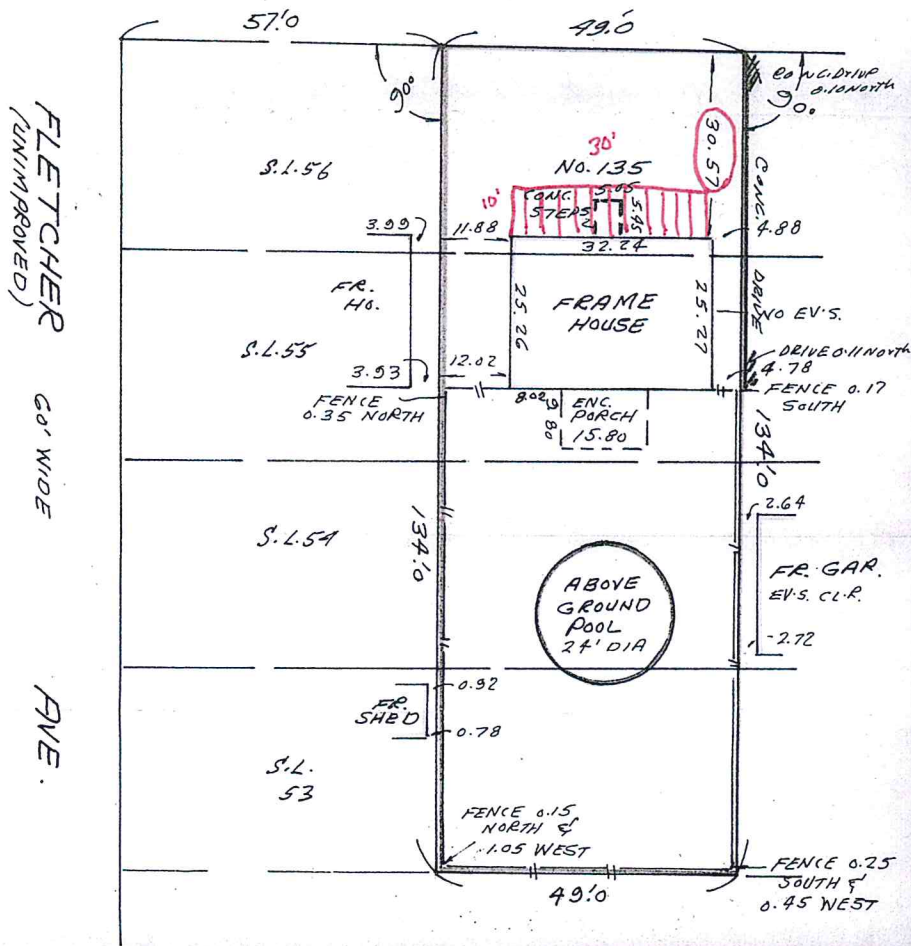 57.0
49.0
90°
90°
CONC. DRIVE
0.10 NORTH
FLETCHER
(UNIMPROVED)
60' WIDE
AVE.
S.L.56
30'
NO. 135
30.57
10'
CONC.
STEPS
5.05
5.45
3.99
11.88
32.24
4.88
CONC.
DRIVE
FR.
HO.
25.26
FRAME
HOUSE
25.27
NO EV'S.
S.L.55
3.93
12.02
DRIVE 0.11 NORTH
4.78
FENCE
0.35 NORTH
FENCE 0.17
SOUTH
8.02
ENC.
PORCH
15.80
134.0
134.0
S.L.54
2.64
FR. GAR.
EV'S. CLR.
2.72
ABOVE
GROUND
POOL
24' DIA
0.92
FR.
SHED
0.78
S.L.
53
FENCE 0.15
NORTH &
1.05 WEST
49.0
FENCE 0.25
SOUTH &
0.45 WEST